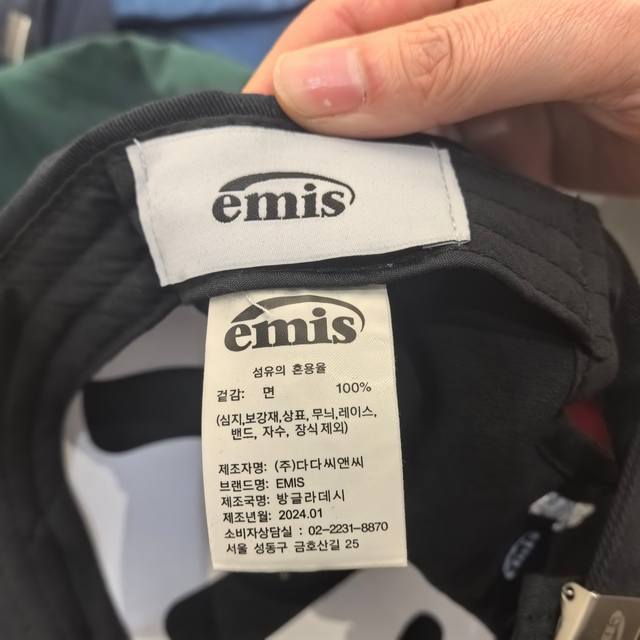 emis
emis
섬유의 혼용율
겉감: 면 100%
(심지,보강재,상표, 무늬,레이스,
밴드, 자수, 장식제외)
제조자명: (주)다다씨앤씨
브랜드명: EMIS
제조국명: 방글라데시
제조년월: 2024.01
소비자상담실 : 02-2231-8870
서울 성동구 금호산길 25